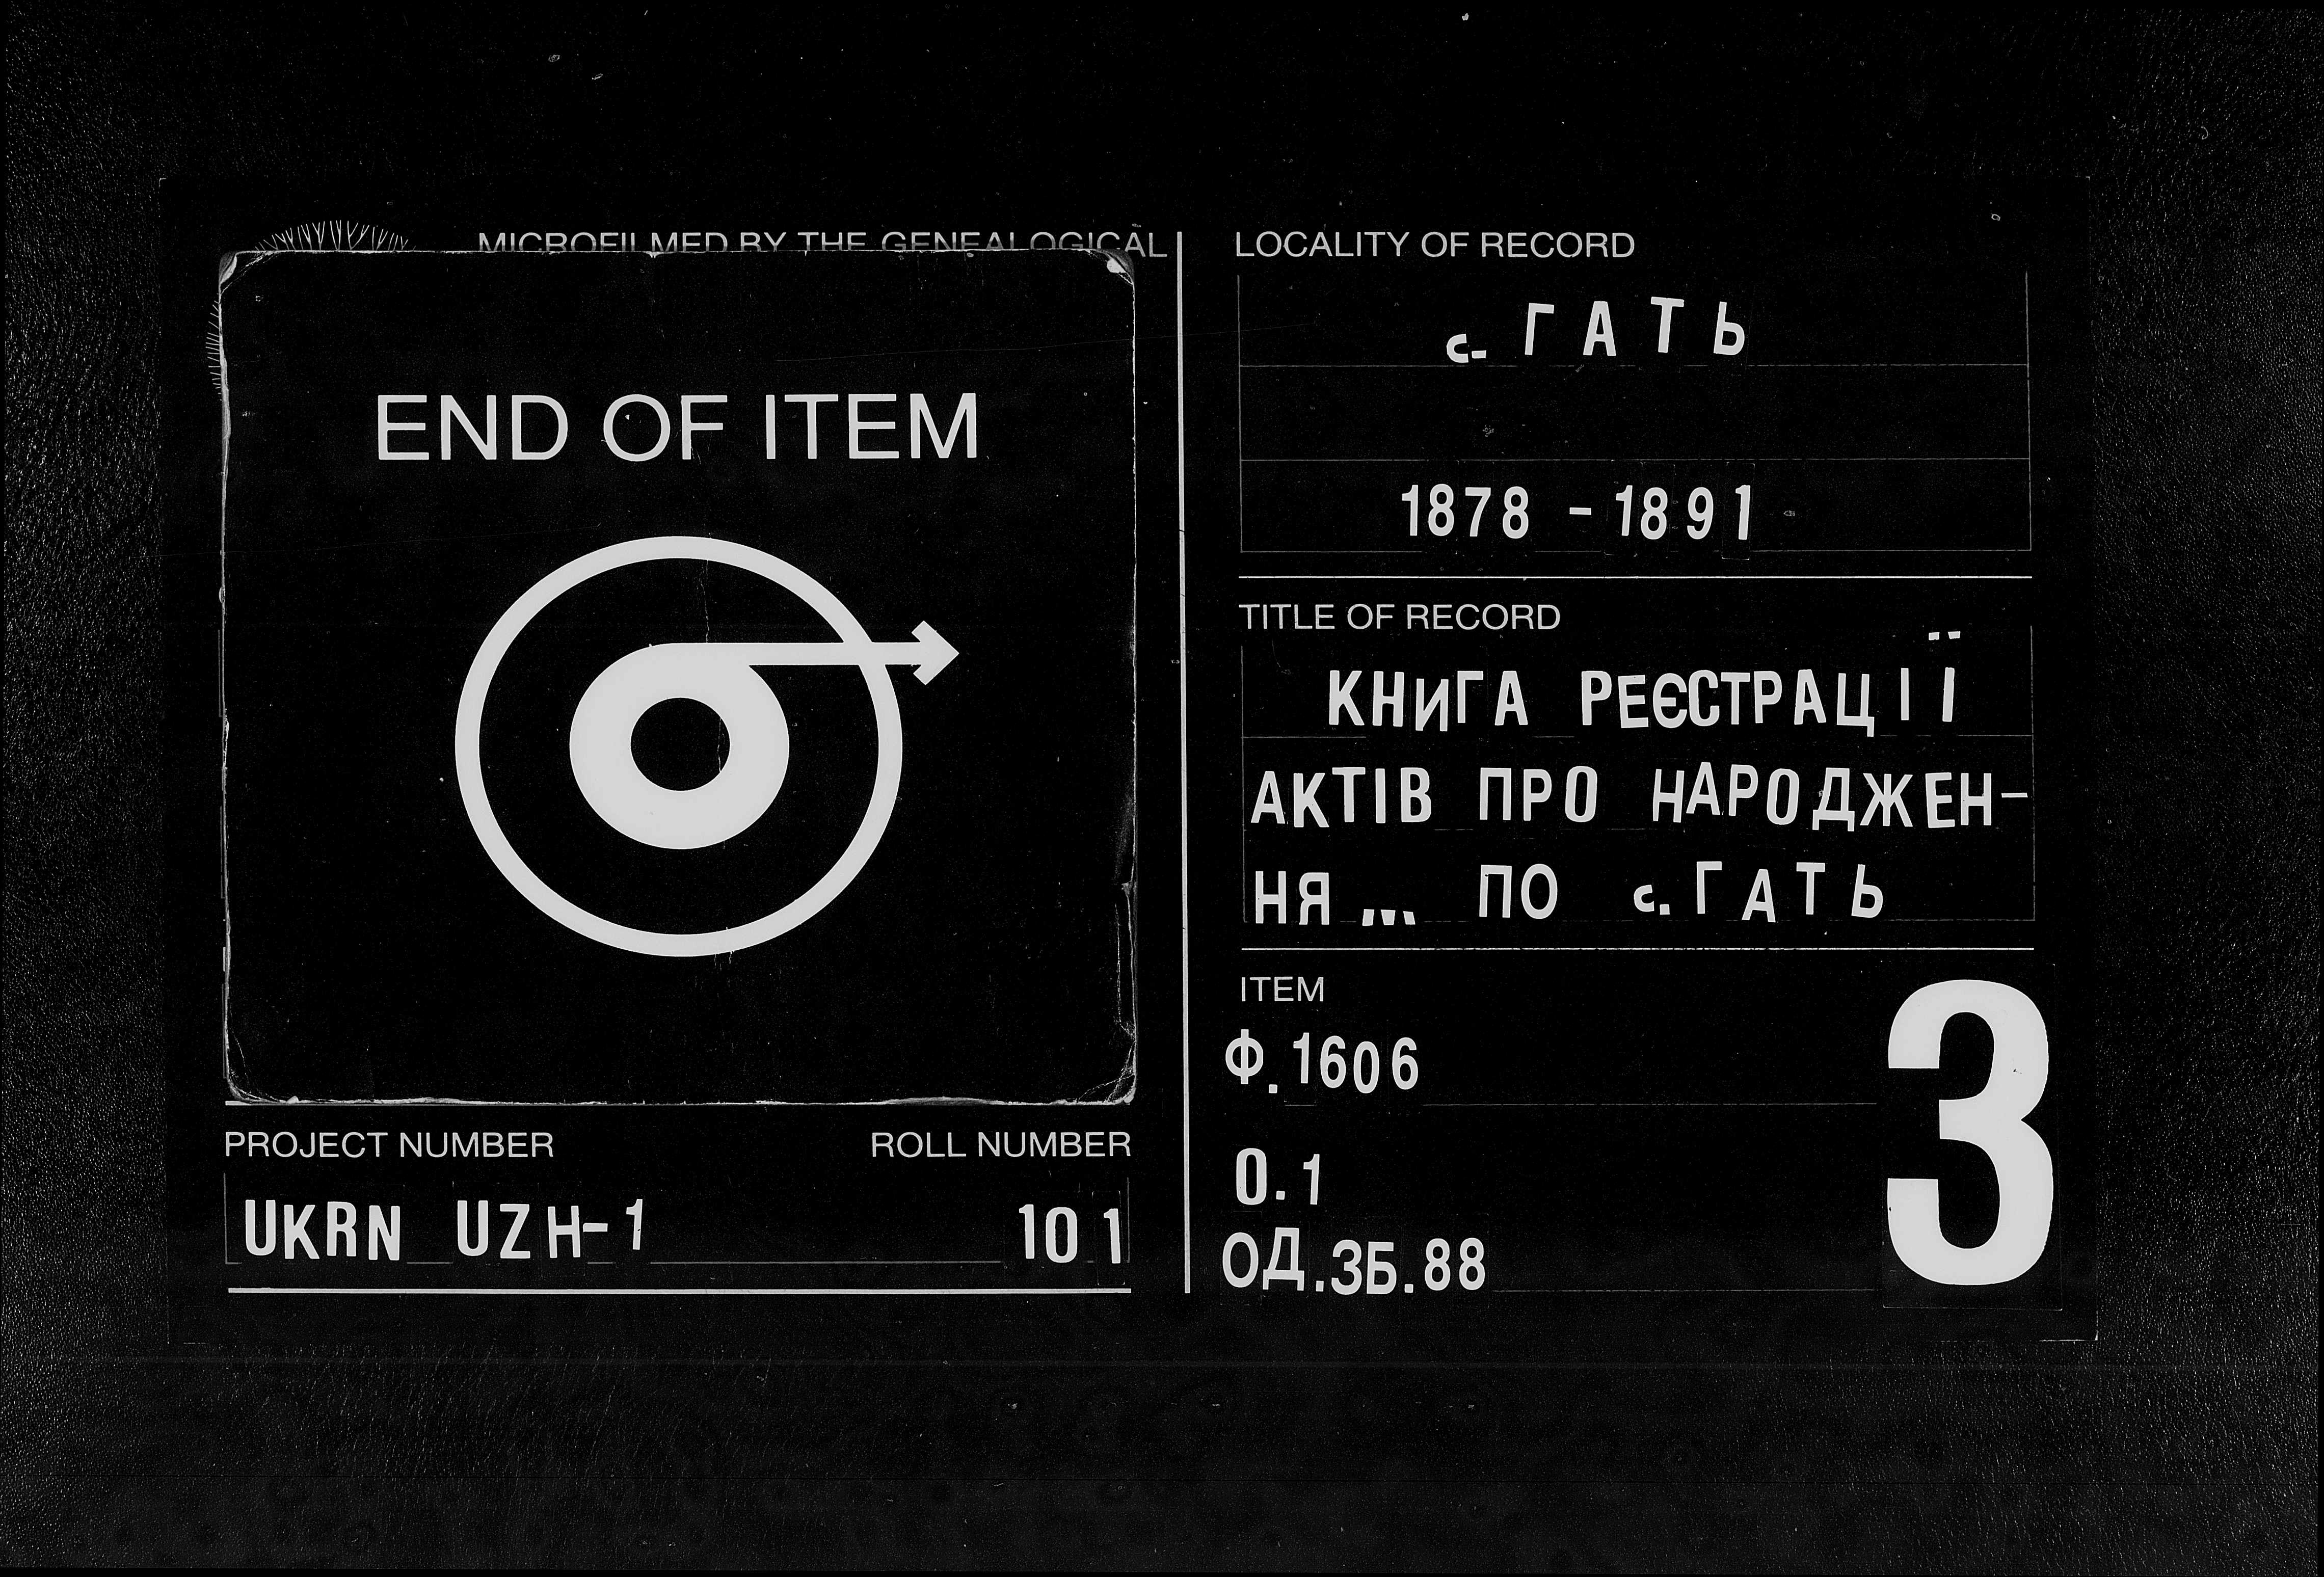 MICROFILMED BY THE GENEALOGICAL
END OF ITEM
PROJECT NUMBER ROLL NUMBER
UKRN UZH-1 101
LOCALITY OF RECORD
с. ГАТЬ
1878 - 1891
TITLE OF RECORD
КНИГА РЕЄСТРАЦІЇ
АКТІВ ПРО НАРОДЖЕН-
НЯ ... ПО с. ГАТЬ
ITEM
Ф. 1606
О. 1
ОД. ЗБ. 88
3